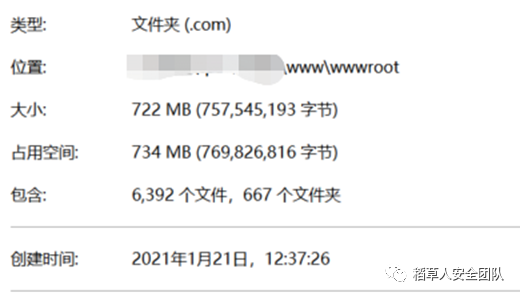 类型: 文件夹 (.com)
位置: \www\wwwroot
大小: 722 MB (757,545,193 字节)
占用空间: 734 MB (769,826,816 字节)
包含: 6,392 个文件，667 个文件夹
创建时间: 2021年1月21日，12:37:26
稻草人安全团队